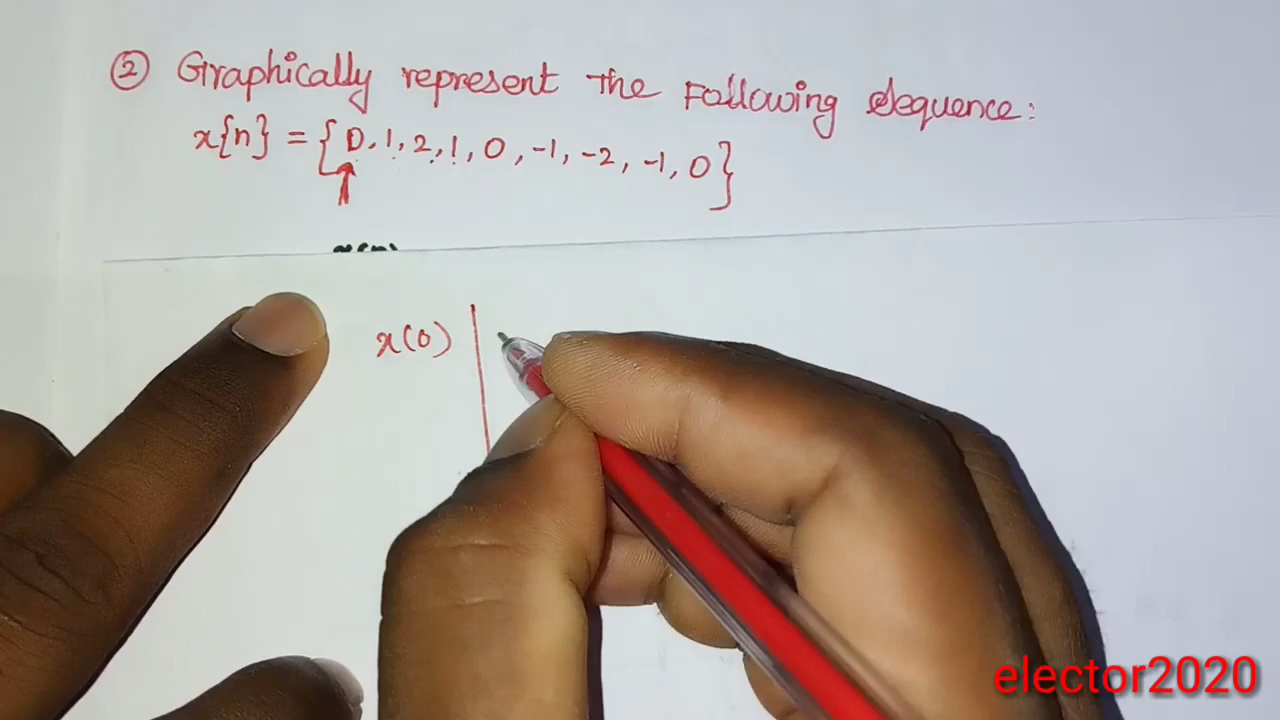 ② Graphically represent The Following Sequence:
x{n} = {0, 1, 2, 1, 0, -1, -2, -1, 0}
x(0)
elector2020